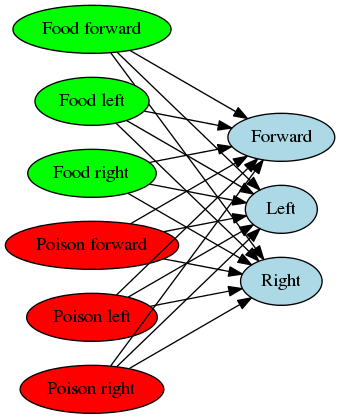 Food forward
Food left
Food right
Poison forward
Poison left
Poison right
Forward
Left
Right